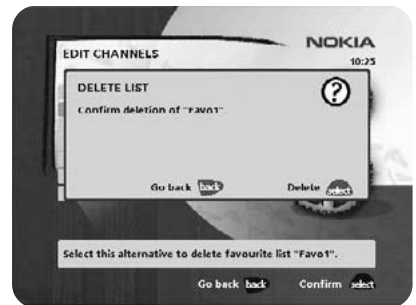 NOKIA
EDIT CHANNELS
10:25
DELETE LIST
?
Confirm deletion of "Favo1".
Go back back Delete select
Select this alternative to delete favourite list "Favo1".
Go back back Confirm select